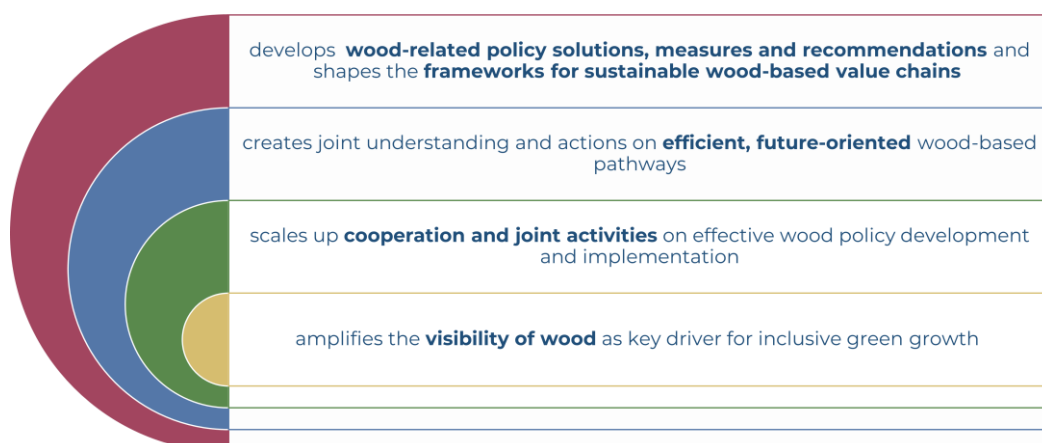 develops wood-related policy solutions, measures and recommendations and
shapes the frameworks for sustainable wood-based value chains
creates joint understanding and actions on efficient, future-oriented wood-based
pathways
scales up cooperation and joint activities on effective wood policy development
and implementation
amplifies the visibility of wood as key driver for inclusive green growth